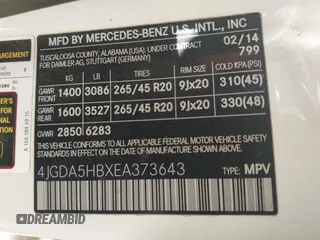 MFD BY MERCEDES-BENZ U.S. INTL., INC
TUSCALOOSA COUNTY, ALABAMA (USA) UNDER CONTRACT
FOR DAIMLER AG, STUTTGART (GERMANY)
02/14
799
KG LB TIRE SIZE RIM SIZE COLD KPA(PSI)
GAWR FRONT 1400 3086 265/45 R20 9Jx20 310(45)
GAWR REAR 1600 3527 265/45 R20 9Jx20 330(48)
GVWR 2850 6283
THIS VEHICLE CONFORMS TO ALL APPLICABLE
FEDERAL MOTOR VEHICLE SAFETY STANDARDS
IN EFFECT ON THE DATE OF MANUFACTURE
SHOWN ABOVE.
4JGDA5HBXEA373643 TYPE: MPV
DREAMBID